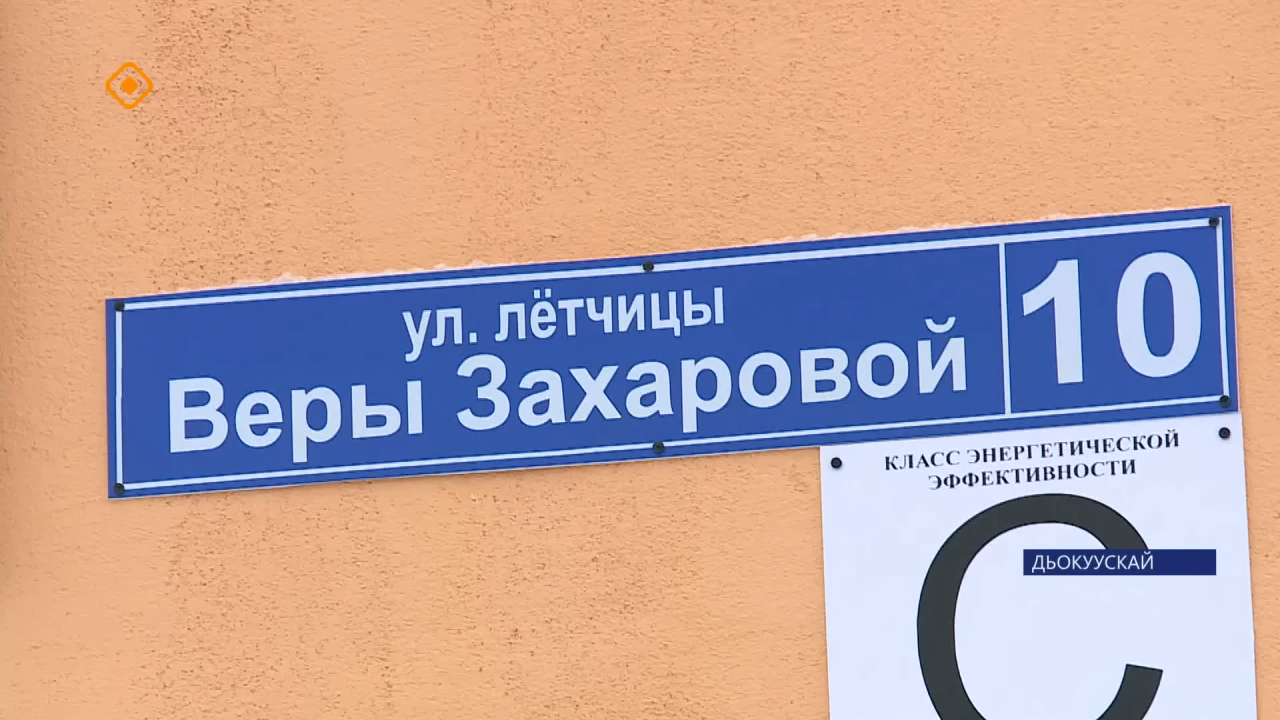 ул. лётчицы
Веры Захаровой
10
КЛАСС ЭНЕРГЕТИЧЕСКОЙ
ЭФФЕКТИВНОСТИ
С
ДЬОКУУСКАЙ